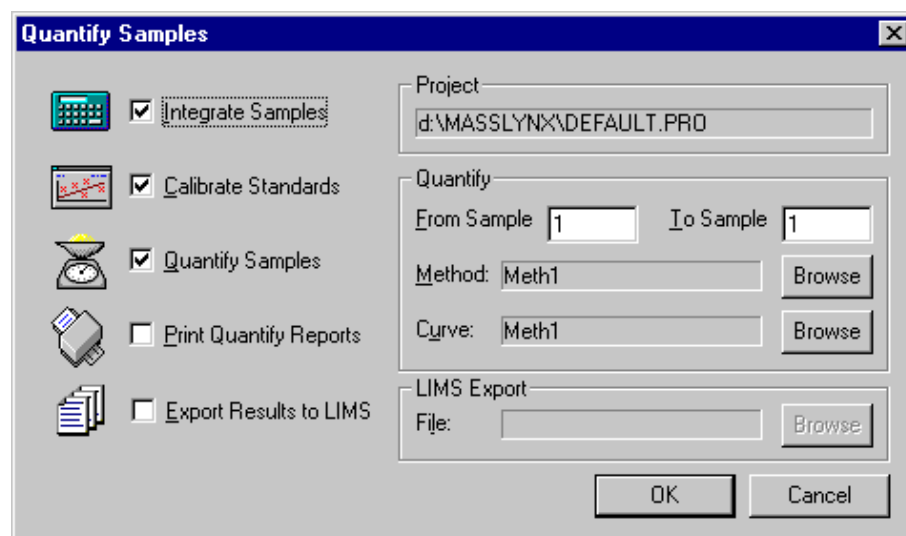 Quantify Samples
Integrate Samples
Calibrate Standards
Quantify Samples
Print Quantify Reports
Export Results to LIMS
Project
d:\MASSLYNX\DEFAULT.PRO
Quantify
From Sample 1 To Sample 1
Method: Meth1 Browse
Curve: Meth1 Browse
LIMS Export
File: Browse
OK Cancel